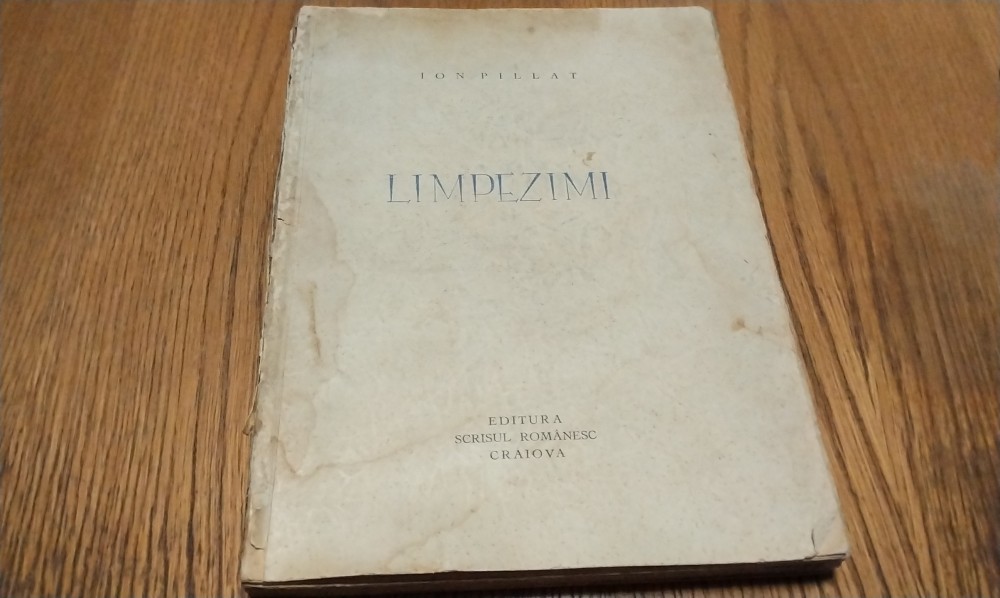 ION PILLAT
LIMPEZIMI
EDITURA
SCRISUL ROMÂNESC
CRAIOVA